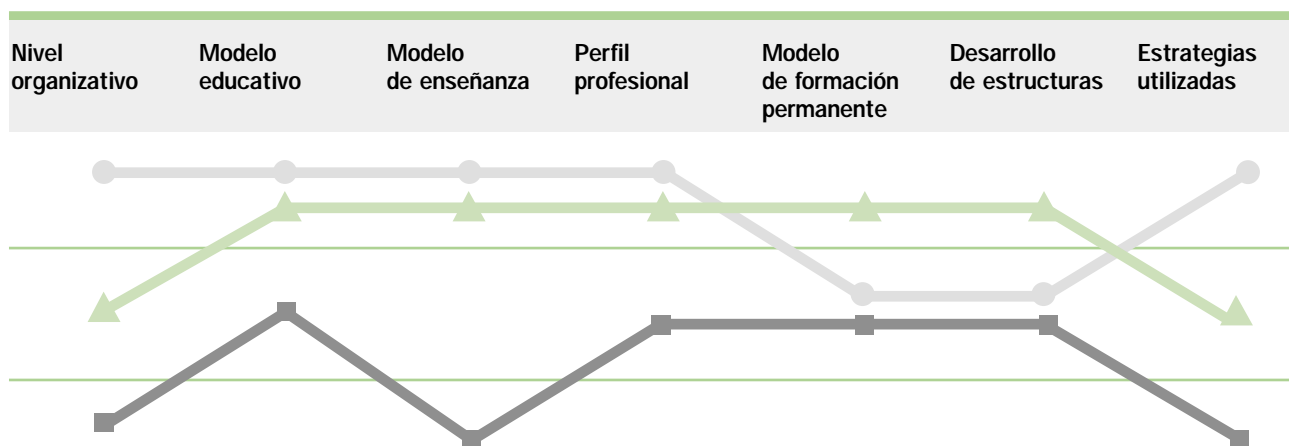 Nivel
organizativo
Modelo
educativo
Modelo
de enseñanza
Perfil
profesional
Modelo
de formación
permanente
Desarrollo
de estructuras
Estrategias
utilizadas